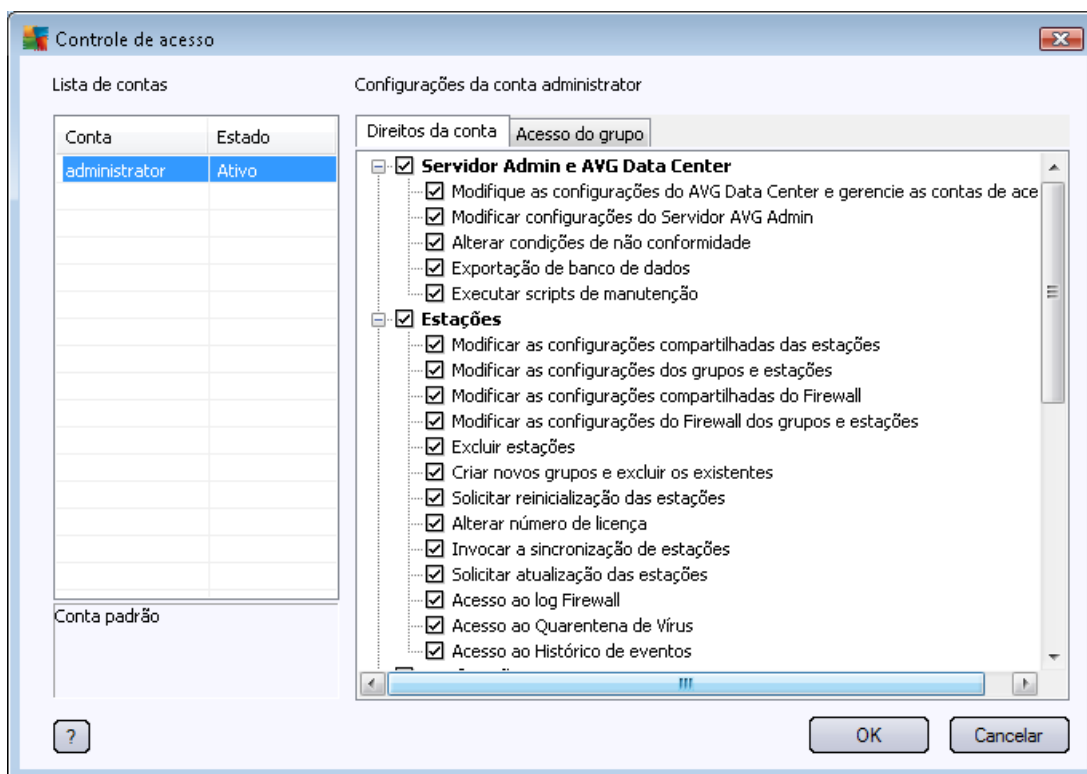 Controle de acesso
Lista de contas
Configurações da conta administrator
Conta Estado
administrator Ativo
Conta padrão
Direitos da conta Acesso do grupo
Servidor Admin e AVG Data Center
Modifique as configurações do AVG Data Center e gerencie as contas de ace
Modificar configurações do Servidor AVG Admin
Alterar condições de não conformidade
Exportação de banco de dados
Executar scripts de manutenção
Estações
Modificar as configurações compartilhadas das estações
Modificar as configurações dos grupos e estações
Modificar as configurações compartilhadas do Firewall
Modificar as configurações do Firewall dos grupos e estações
Excluir estações
Criar novos grupos e excluir os existentes
Solicitar reinicialização das estações
Alterar número de licença
Invocar a sincronização de estações
Solicitar atualização das estações
Acesso ao log Firewall
Acesso ao Quarentena de Vírus
Acesso ao Histórico de eventos
?
OK
Cancelar